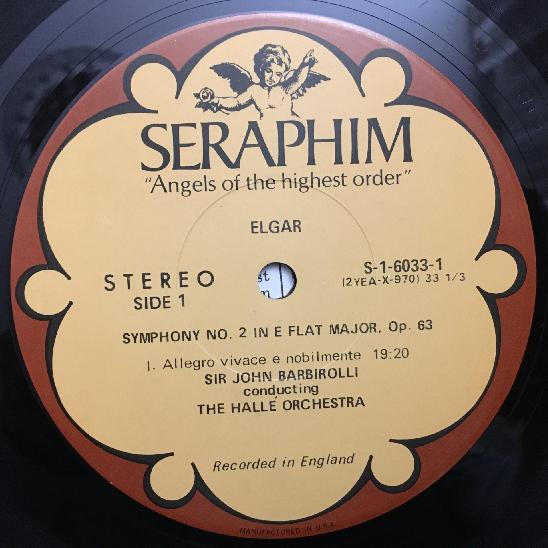 SERAPHIM
"Angels of the highest order"
ELGAR
STEREO
SIDE 1
S-1-6033-1
(2YEA-X-970) 33 1/3
st
m
SYMPHONY NO. 2 IN E FLAT MAJOR, Op. 63
I. Allegro vivace e nobilmente 19:20
SIR JOHN BARBIROLLI
conducting
THE HALLÉ ORCHESTRA
Recorded in England
MANUFACTURED IN U.S.A.